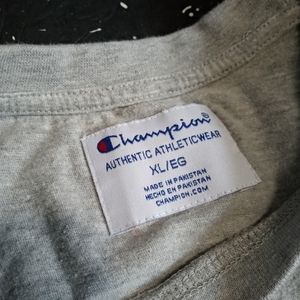 Champion®
AUTHENTIC ATHLETICWEAR
XL/EG
MADE IN PAKISTAN
HECHO EN PAKISTAN
CHAMPION.COM